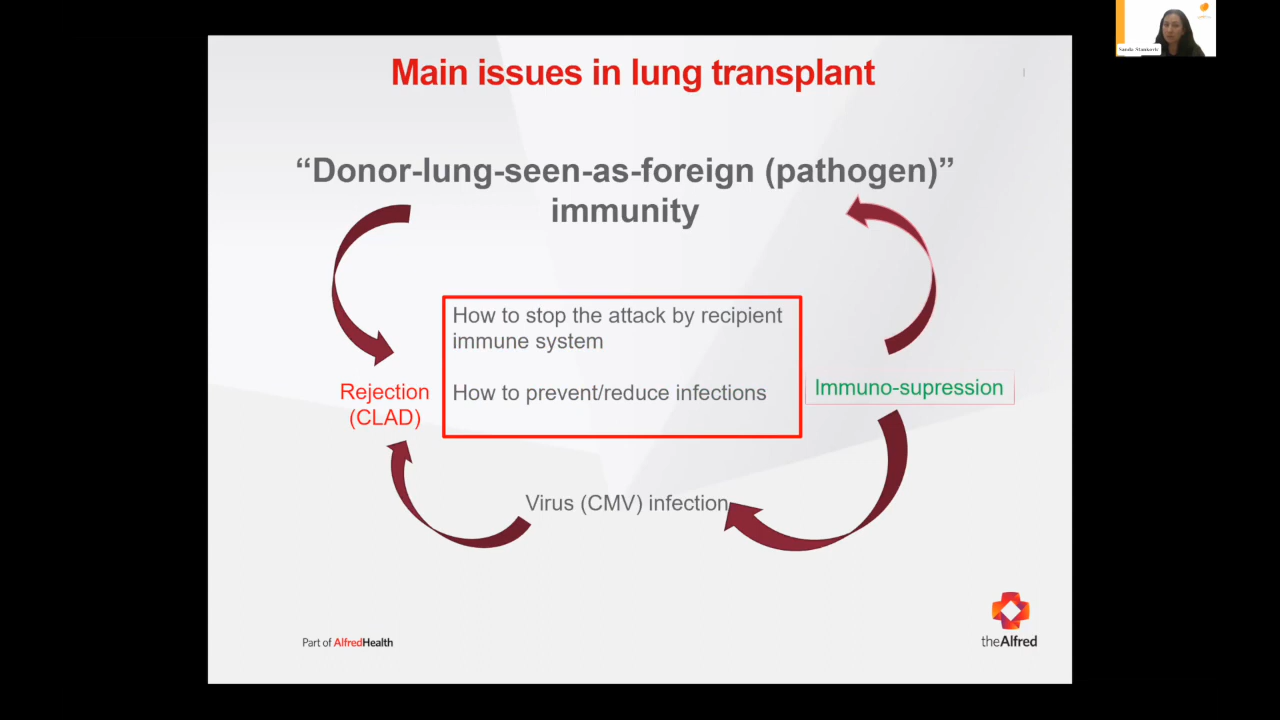 Main issues in lung transplant
“Donor-lung-seen-as-foreign (pathogen)”
immunity
How to stop the attack by recipient
immune system
How to prevent/reduce infections
Rejection
(CLAD)
Immuno-supression
Virus (CMV) infection
Part of AlfredHealth
theAlfred